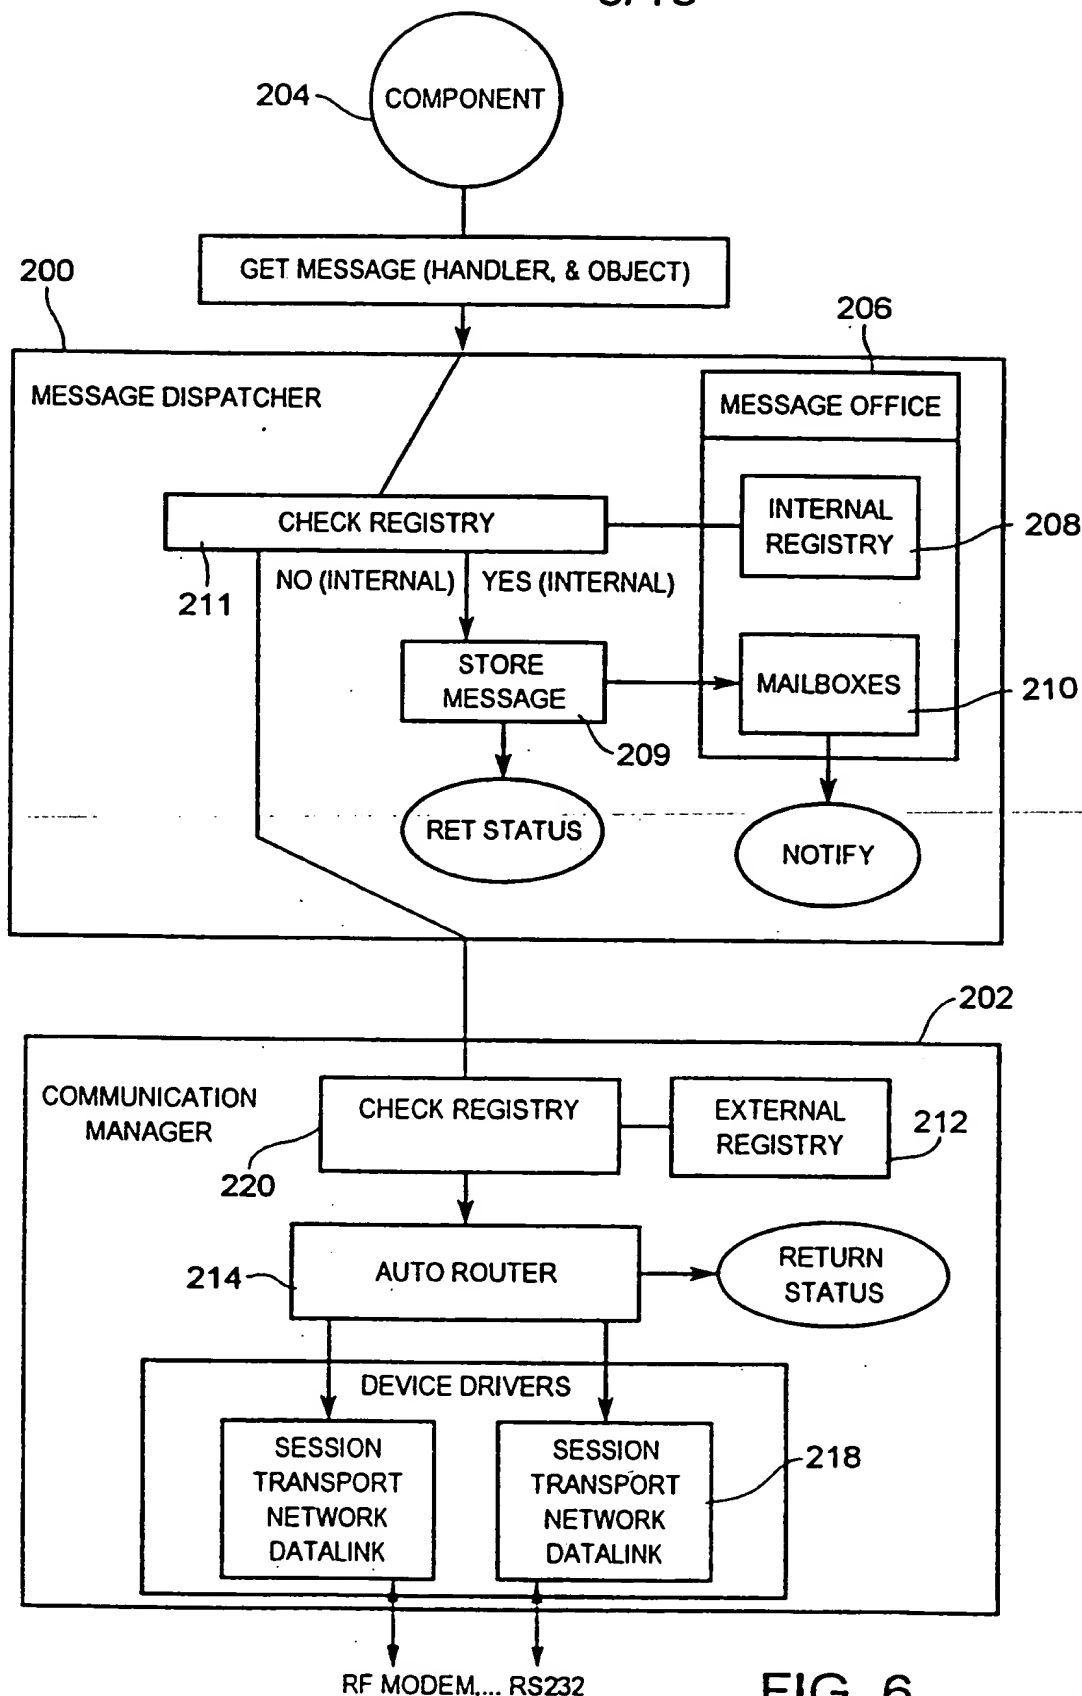 204
COMPONENT
GET MESSAGE (HANDLER, & OBJECT)
200
206
MESSAGE DISPATCHER
MESSAGE OFFICE
CHECK REGISTRY
INTERNAL
REGISTRY
208
211
NO (INTERNAL)
YES (INTERNAL)
STORE
MESSAGE
MAILBOXES
210
209
RET STATUS
NOTIFY
202
COMMUNICATION
MANAGER
CHECK REGISTRY
EXTERNAL
REGISTRY
212
220
214
AUTO ROUTER
RETURN
STATUS
DEVICE DRIVERS
SESSION
TRANSPORT
NETWORK
DATALINK
SESSION
TRANSPORT
NETWORK
DATALINK
218
RF MODEM,... RS232
FIG. 6